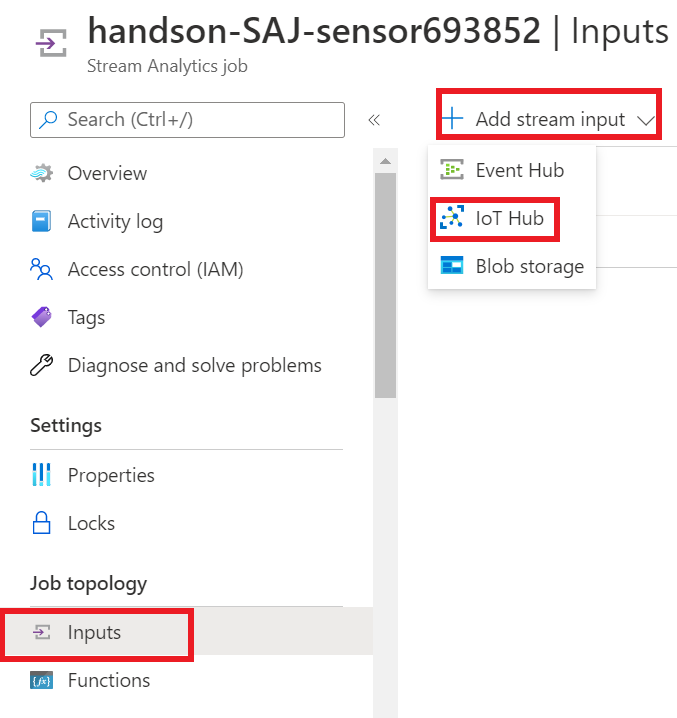 handson-SAJ-sensor693852 | Inputs
Stream Analytics job
Search (Ctrl+/)
«
Overview
Activity log
Access control (IAM)
Tags
Diagnose and solve problems
Settings
Properties
Locks
Job topology
Inputs
Functions
Add stream input
Event Hub
IoT Hub
Blob storage